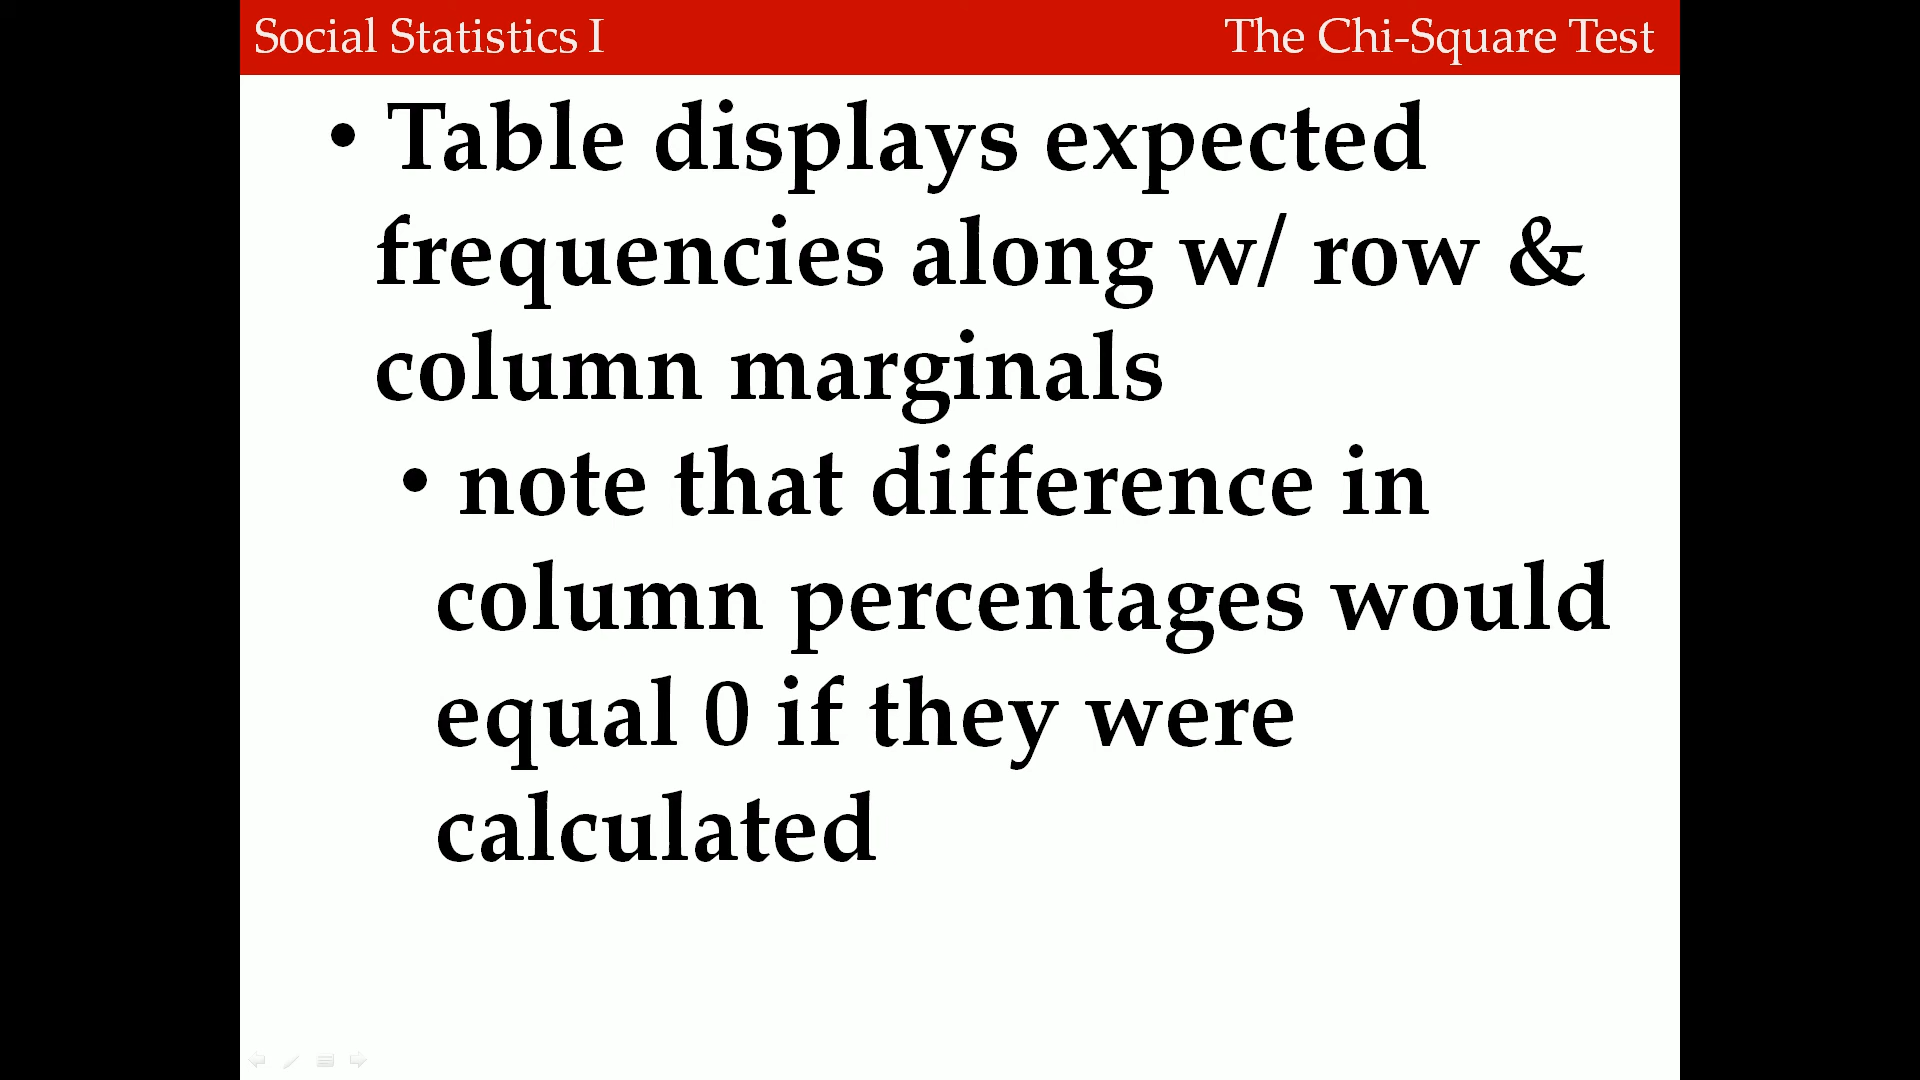 Social Statistics I
The Chi-Square Test
• Table displays expected
frequencies along w/ row &
column marginals
• note that difference in
column percentages would
equal 0 if they were
calculated